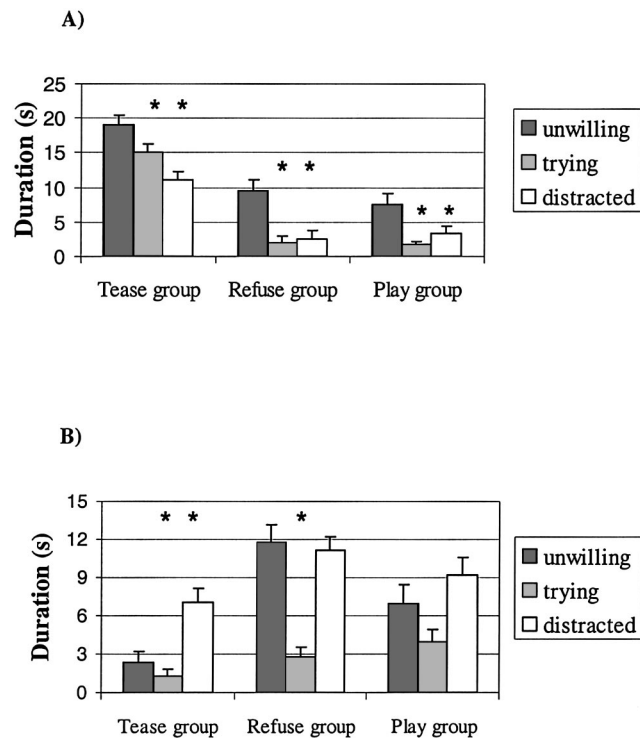 A)
Duration (s)
25
20
15
10
5
0
* *
* *
* *
Tease group Refuse group Play group
unwilling
trying
distracted
B)
Duration (s)
15
12
9
6
3
0
* *
*
Tease group Refuse group Play group
unwilling
trying
distracted